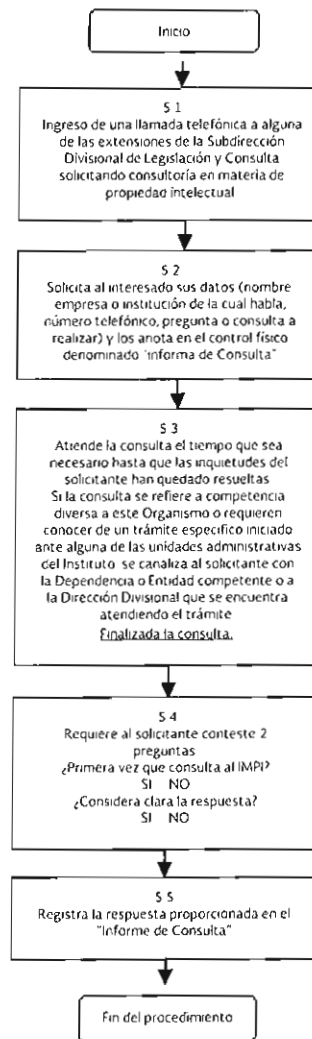 Inicio
S 1
Ingreso de una llamada telefónica a alguna
de las extensiones de la Subdirección
Divisional de Legislación y Consulta
solicitando consultoría en materia de
propiedad intelectual
S 2
Solicita al interesado sus datos (nombre
empresa o institución de la cual habla,
número telefónico, pregunta o consulta a
realizar) y los anota en el control físico
denominado "Informa de Consulta"
S 3
Atiende la consulta el tiempo que sea
necesario hasta que las inquietudes del
solicitante han quedado resueltas
Si la consulta se refiere a competencia
diversa a este Organismo o requieren
conocer de un trámite específico iniciado
ante alguna de las unidades administrativas
del Instituto se canaliza al solicitante con
la Dependencia o Entidad competente o a
la Dirección Divisional que se encuentra
atendiendo el trámite
Finalizada la consulta.
S 4
Requiere al solicitante conteste 2
preguntas
¿Primera vez que consulta al IMPI?
SI NO
¿Considera clara la respuesta?
SI NO
S 5
Registra la respuesta proporcionada en el
"Informe de Consulta"
Fin del procedimiento